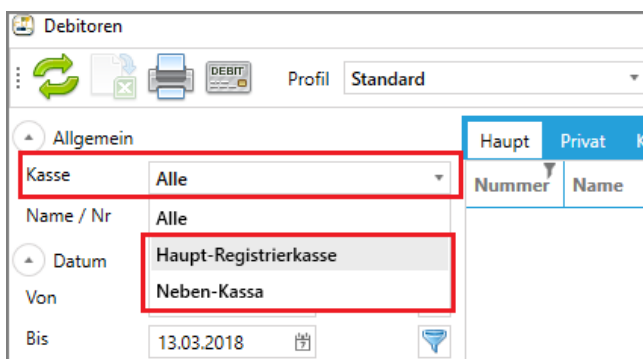 Debitoren
DEBIT
Profil Standard
Allgemein
Haupt Privat
Kasse Alle
Nummer Name
Name / Nr Alle
Haupt-Registrierkasse
Datum
Neben-Kassa
Von
Bis 13.03.2018